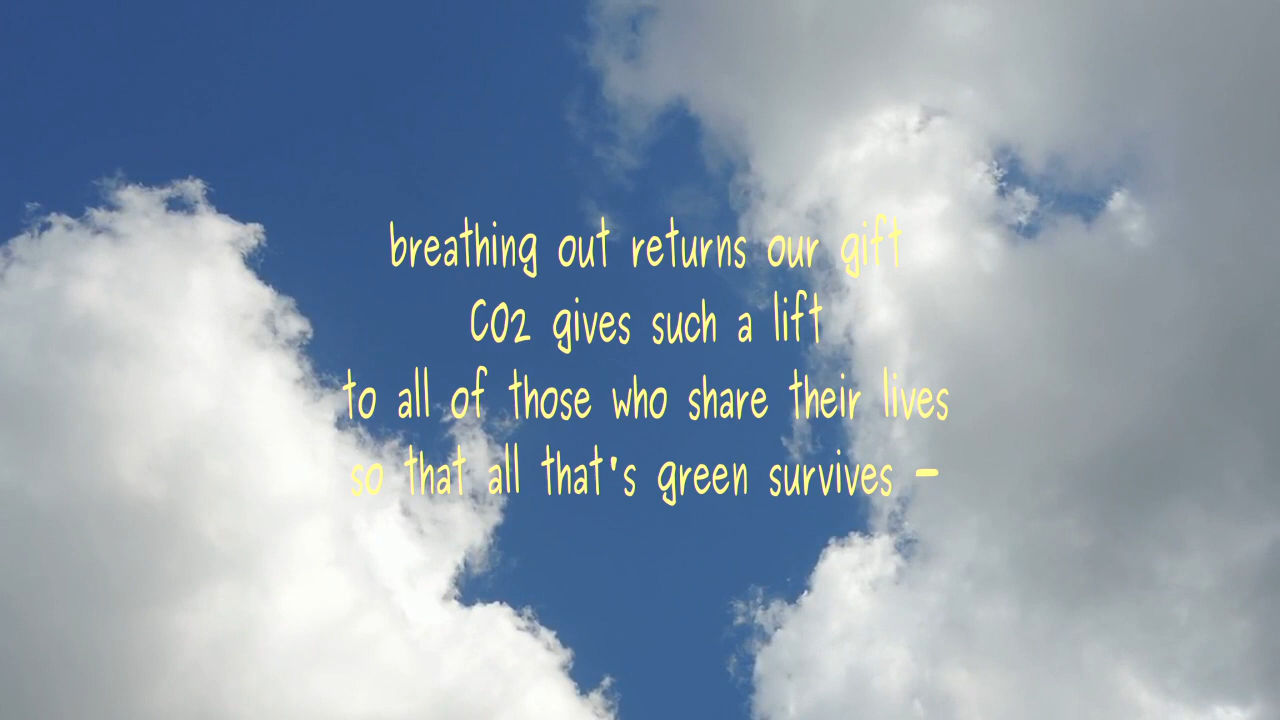 breathing out returns our gift
CO2 gives such a lift
to all of those who share their lives
so that all that's green survives -